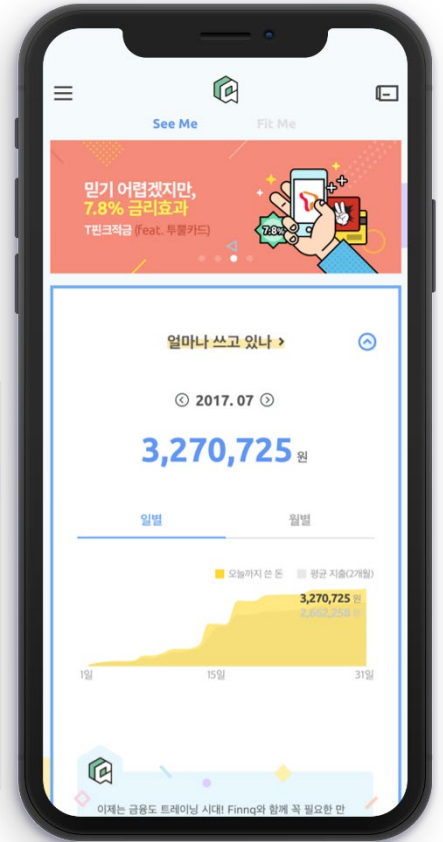 See Me Fit Me
믿기 어렵겠지만,
7.8% 금리효과
T핀크적금 (feat. 투뿔카드)
7.8%
얼마나 쓰고 있나 >
2017. 07
3,270,725 원
일별 월별
오늘까지 쓴 돈 평균 지출(2개월)
3,270,725 원
2,662,258 원
1일 15일 31일
이제는 금융도 트레이닝 시대! Finnq와 함께 꼭 필요한 만